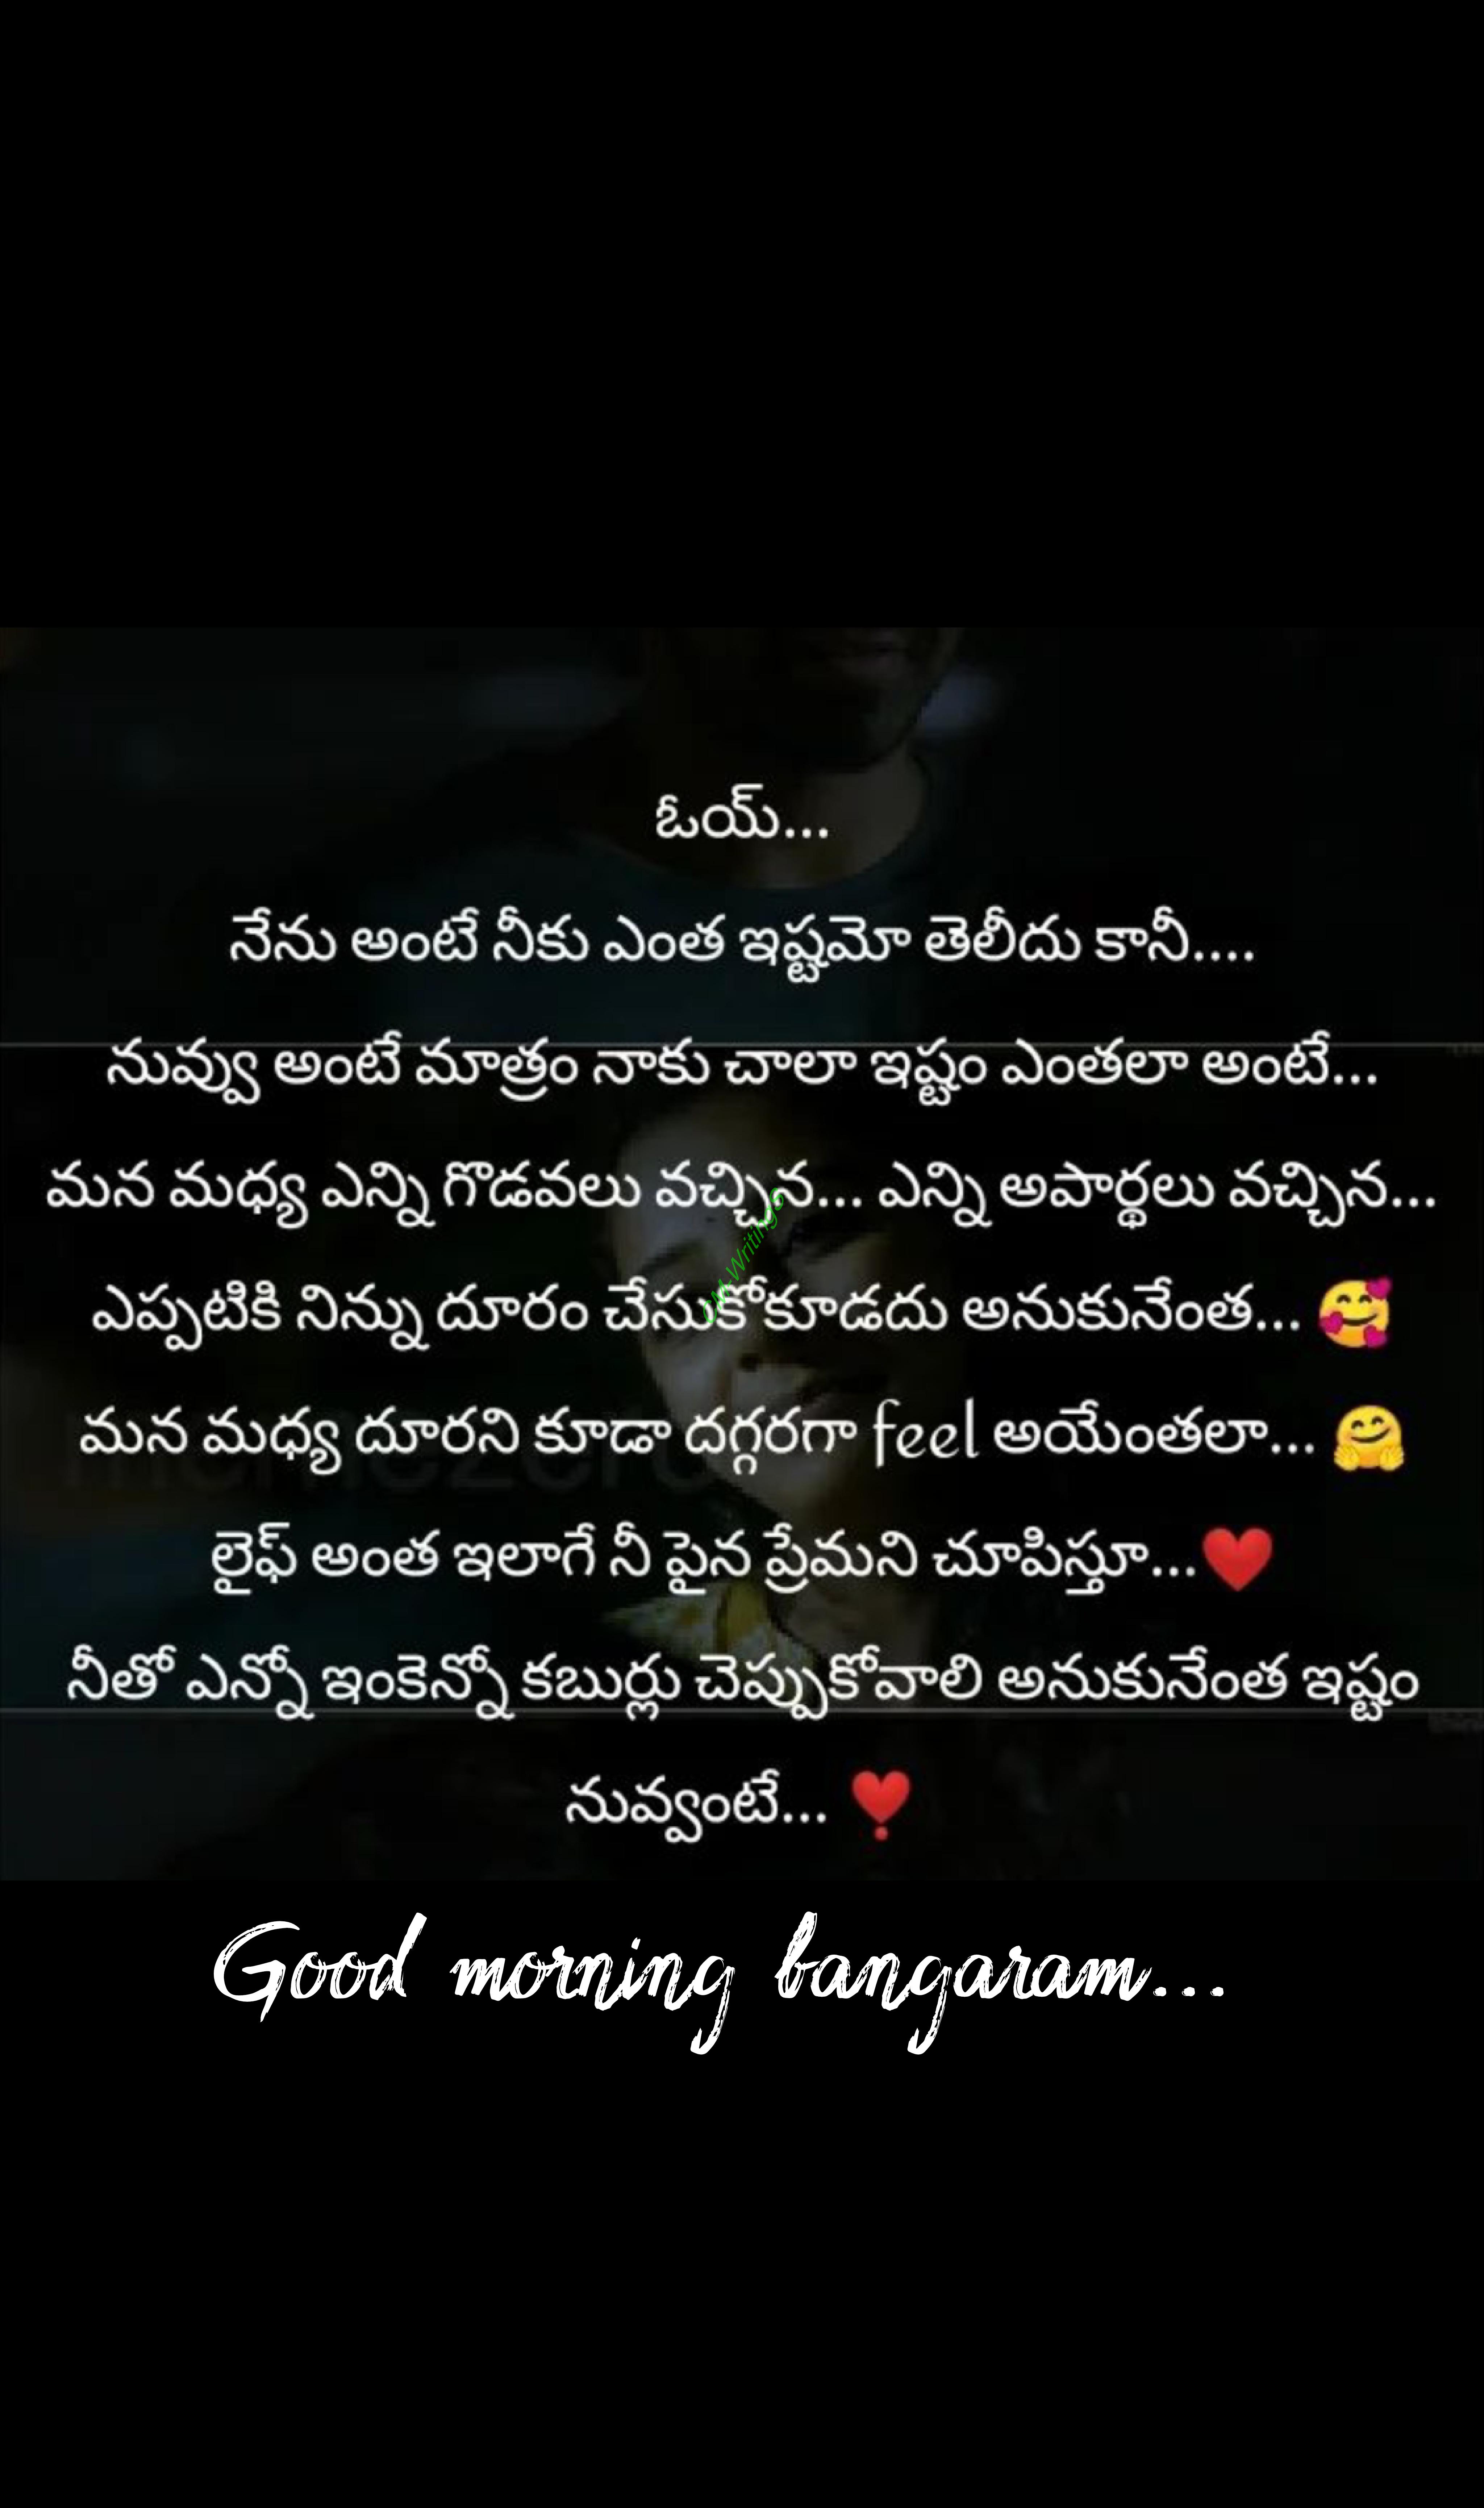 ఓయ్...
నేను అంటే నీకు ఎంత ఇష్టమో తెలీదు కానీ....
నువ్వు అంటే మాత్రం నాకు చాలా ఇష్టం ఎంతలా అంటే...
మన మధ్య ఎన్ని గొడవలు వచ్చిన... ఎన్ని అపార్థలు వచ్చిన...
ఎప్పటికి నిన్ను దూరం చేసుకోకూడదు అనుకునేంత... 🥰
మన మధ్య దూరని కూడా దగ్గరగా feel అయేంతలా... 🤗
లైఫ్ అంత ఇలాగే నీ పైన ప్రేమని చూపిస్తూ...❤️
నీతో ఎన్నో ఇంకెన్నో కబుర్లు చెప్పుకోవాలి అనుకునేంత ఇష్టం
నువ్వంటే... ❣️
Good morning bangaram...